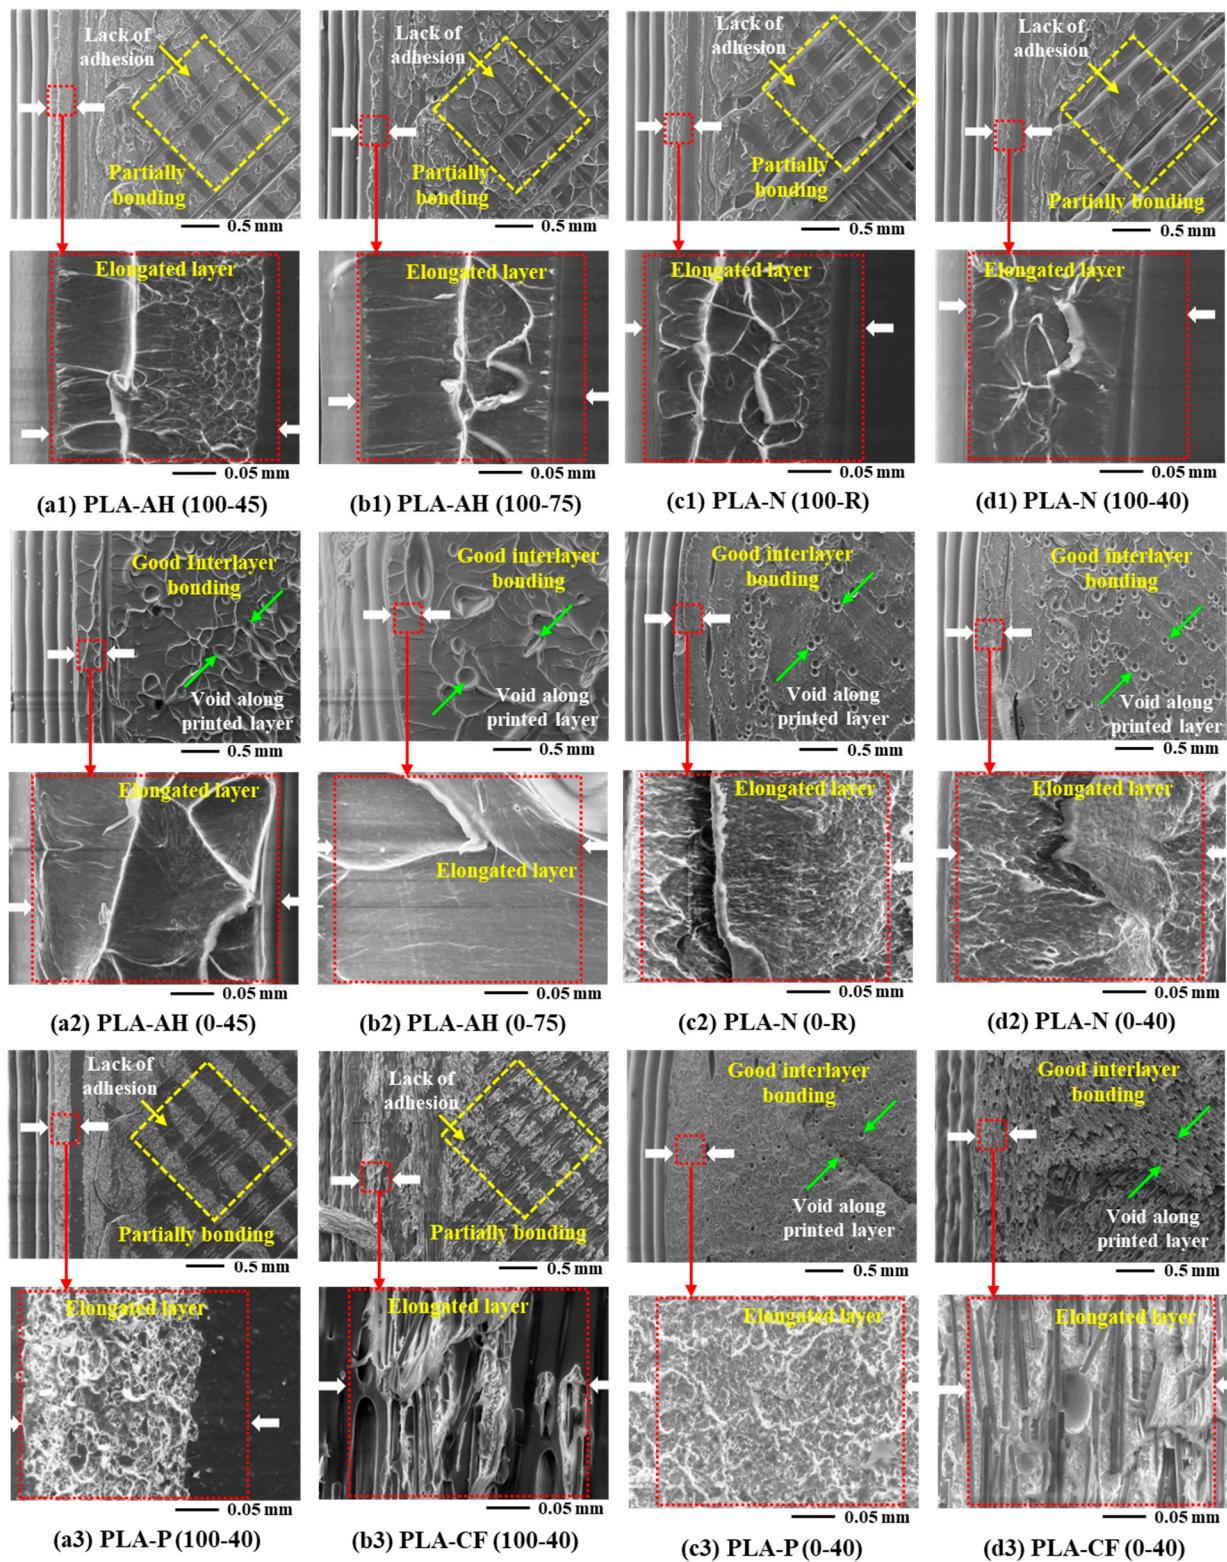 Lack of
adhesion
Partially
bonding
0.5 mm
Lack of
adhesion
Partially
bonding
0.5 mm
Lack of
adhesion
Partially
bonding
0.5 mm
Lack of
adhesion
Partially bonding
0.5 mm
Elongated layer
0.05 mm
Elongated layer
0.05 mm
Elongated layer
0.05 mm
Elongated layer
0.05 mm
(a1) PLA-AH (100-45)
(b1) PLA-AH (100-75)
(c1) PLA-N (100-R)
(d1) PLA-N (100-40)
Good Interlayer
bonding
Void along
printed layer
0.5 mm
Good interlayer
bonding
Void along
printed layer
0.5 mm
Good interlayer
bonding
Void along
printed layer
0.5 mm
Good interlayer
bonding
Void along
printed layer
0.5 mm
Elongated layer
0.05 mm
Elongated layer
0.05 mm
Elongated layer
0.05 mm
Elongated layer
0.05 mm
(a2) PLA-AH (0-45)
(b2) PLA-AH (0-75)
(c2) PLA-N (0-R)
(d2) PLA-N (0-40)
Lack of
adhesion
Partially bonding
0.5 mm
Lack of
adhesion
Partially bonding
0.5 mm
Good interlayer
bonding
Void along
printed layer
0.5 mm
Good interlayer
bonding
Void along
printed layer
0.5 mm
Elongated layer
0.05 mm
Elongated layer
0.05 mm
Elongated layer
0.05 mm
Elongated layer
0.05 mm
(a3) PLA-P (100-40)
(b3) PLA-CF (100-40)
(c3) PLA-P (0-40)
(d3) PLA-CF (0-40)